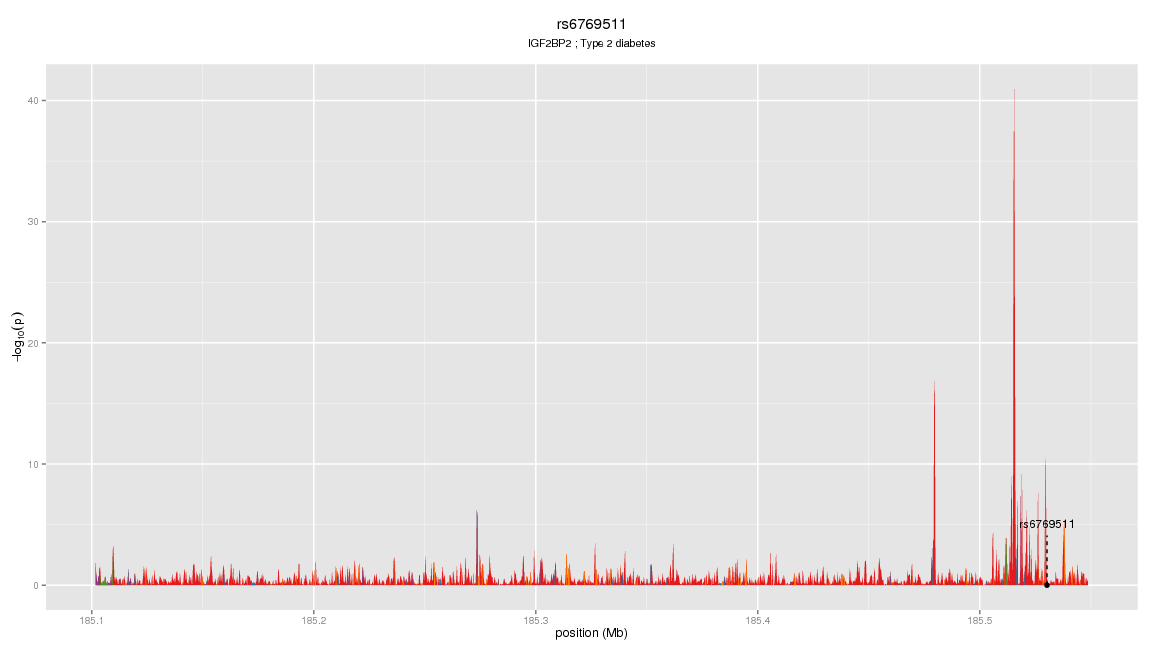 rs6769511
IGF2BP2 ; Type 2 diabetes
40
30
20
10
0
−log10(p)
rs6769511
185.1
185.2
185.3
185.4
185.5
position (Mb)